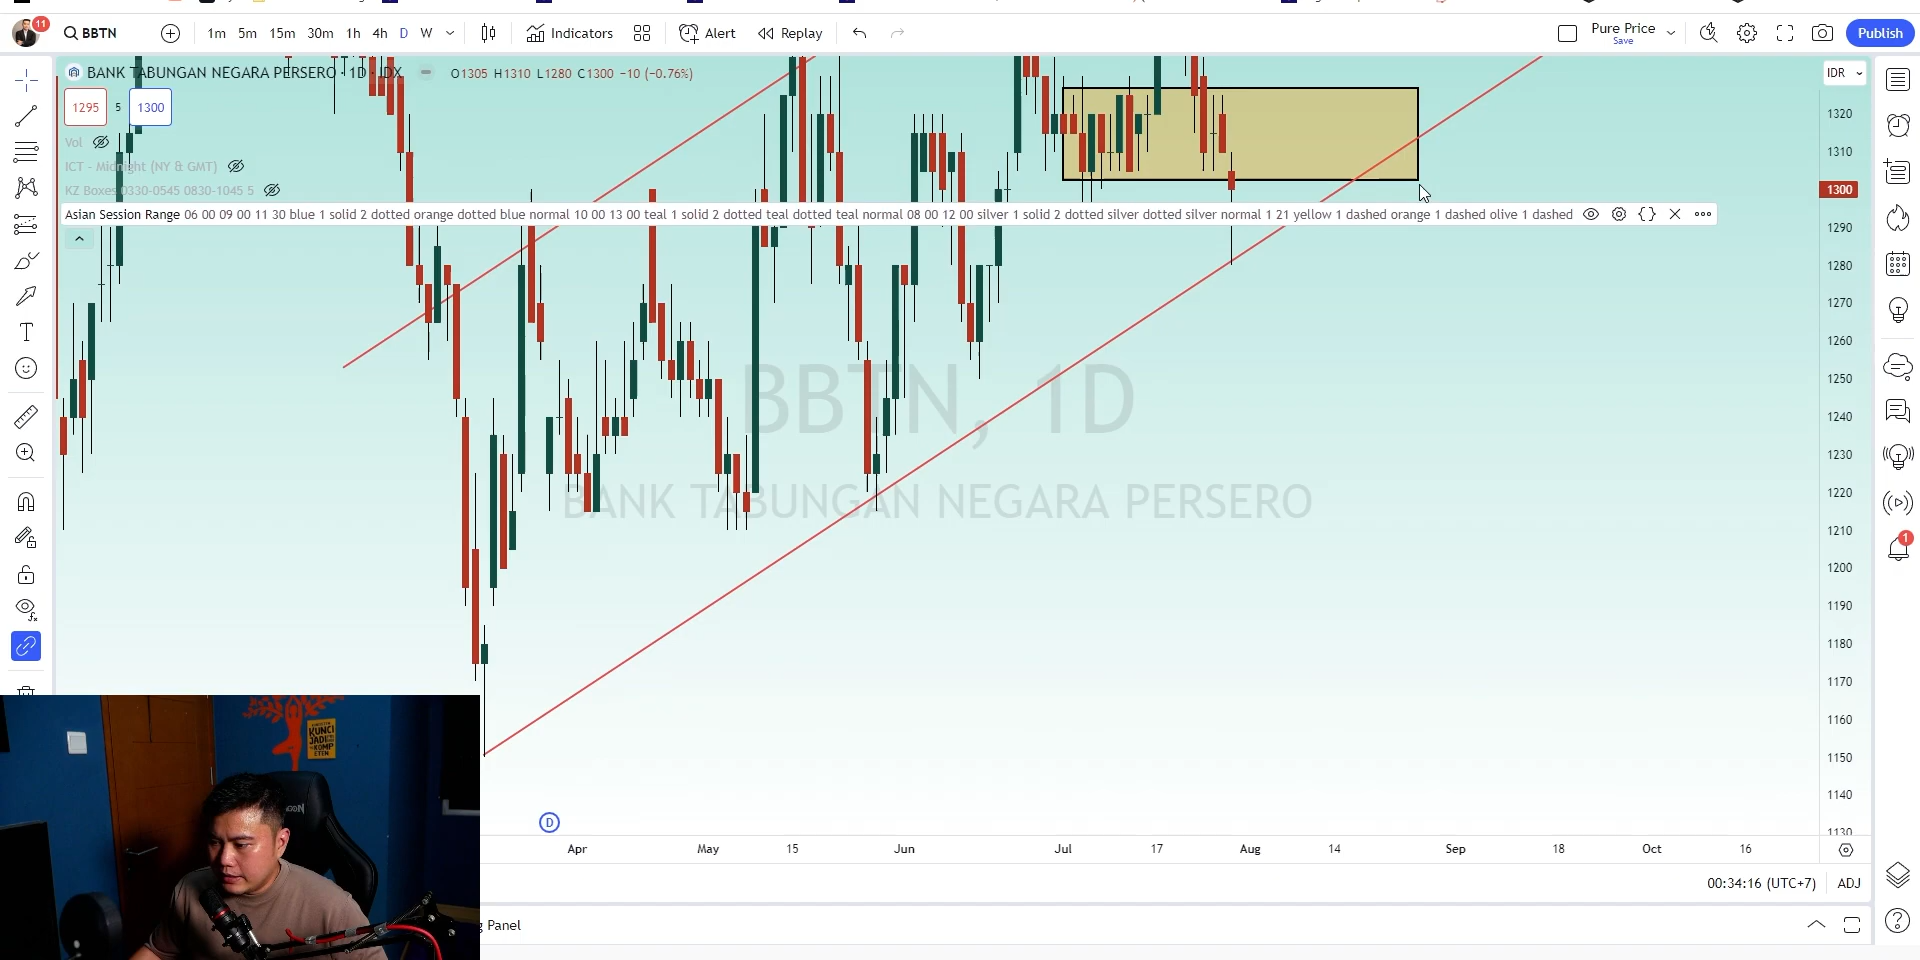 11
BBTN
1m 5m 15m 30m 1h 4h D W
Indicators
Alert
Replay
Pure Price
Save
Publish
BANK TABUNGAN NEGARA PERSERO · 1D · IDX
O1305 H1310 L1280 C1300 −10 (−0.76%)
IDR
1295 5 1300
Vol
ICT - Midnight (NY & GMT)
KZ Boxes 0330-0545 0830-1045 5
Asian Session Range 06 00 09 00 11 30 blue 1 solid 2 dotted orange dotted blue normal 10 00 13 00 teal 1 solid 2 dotted teal dotted teal normal 08 00 12 00 silver 1 solid 2 dotted silver dotted silver normal 1 21 yellow 1 dashed orange 1 dashed olive 1 dashed
1320
1310
1300
1290
1280
1270
1260
1250
1240
1230
1220
1210
1200
1190
1180
1170
1160
1150
1140
1130
BBTN, 1D
BANK TABUNGAN NEGARA PERSERO
1
KUNCI
JADI
KOMP
ETEN
D
Apr May 15 Jun Jul 17 Aug 14 Sep 18 Oct 16
00:34:16 (UTC+7) ADJ
Panel